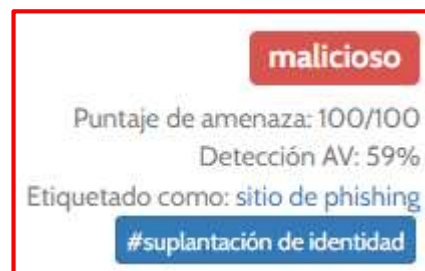 malicioso
Puntaje de amenaza: 100/100
Detección AV: 59%
Etiquetado como: sitio de phishing
#suplantación de identidad